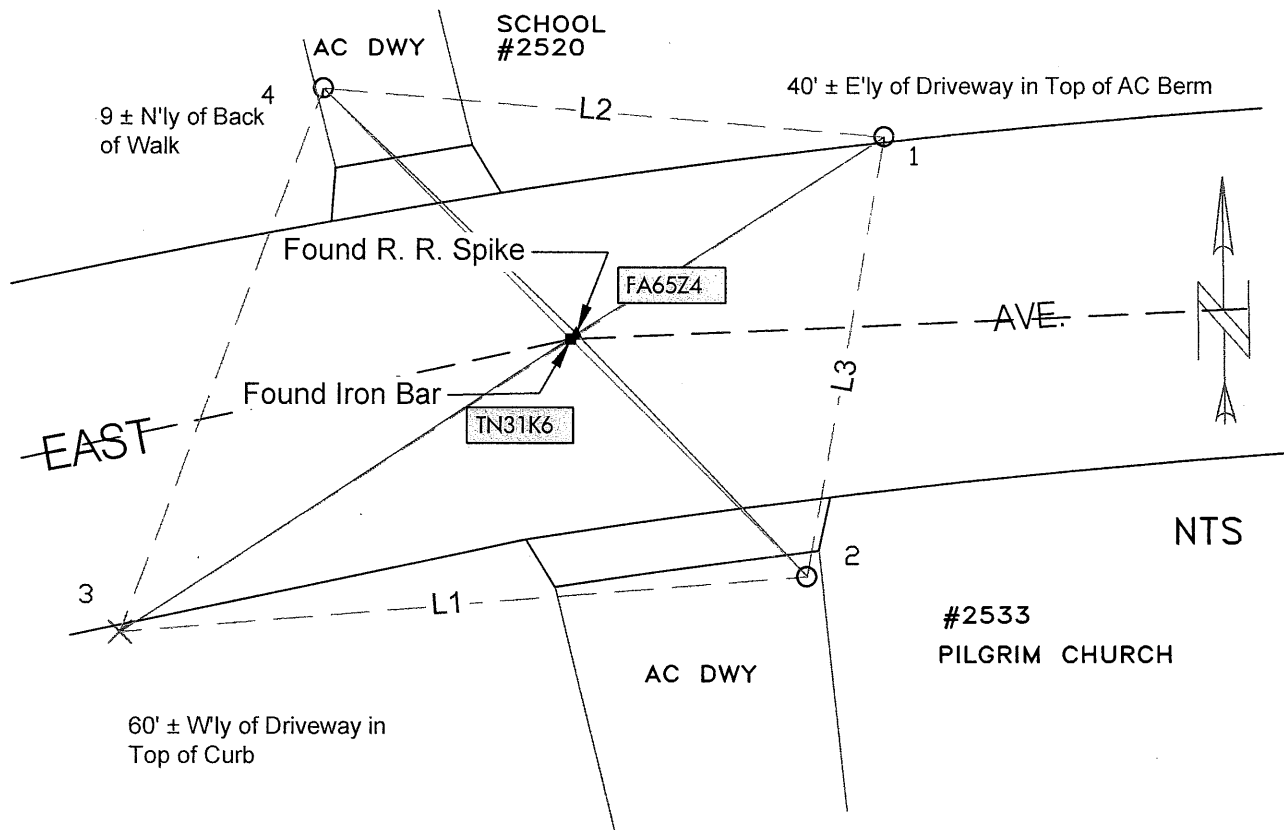 SCHOOL
#2520
AC DWY
4
L2
40' ± E'ly of Driveway in Top of AC Berm
9 ± N'ly of Back
of Walk
1
Found R. R. Spike
FA65Z4
N
AVE.
L3
Found Iron Bar
TN31K6
EAST
NTS
2
3
L1
#2533
PILGRIM CHURCH
AC DWY
60' ± W'ly of Driveway in
Top of Curb